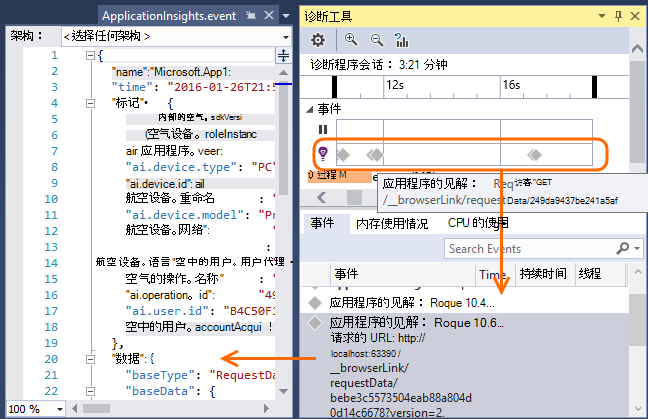 ApplicationInsights.event
架构： <选择任何架构>
1 {
2 "name":"Microsoft.App1:
3 "time": "2016-01-26T21:5
4 "标记"• {
5 内部的空气。sdkVersi
6 (空气设备。roleInstanc
7 air 应用程序。veer:
8 "ai.device.type": "PC"
9 "ai.device.id": ail
10 航空设备。重命名 : "
11 "ai.device.model": "Pr
12 航空设备。网络": "
13 :
14 航空设备。语言"空中的用户。用户代理
15 空气的操作。名称" : "
16 "ai.operation。id": "49
17 "ai.user.id": "B4C50F1
18 空中的用户。accountAcqui !
19 },
20 "数据": {
21 "baseType": "RequestDa
22 "baseData": {
100 %
诊断工具
诊断程序会话： 3:21 分钟
12s 16s
事件
过程 M
应用程序的见解： Req 访客 "GET
/__browserLink/requestData/249da9437be241a5af
事件 内存使用情况 CPU 的使用
Search Events
事件 Time 持续时间 线程
应用程序的见解： Roque 10.4...
应用程序的见解： Roque 10.6...
请求的 URL: http://
localhost:63390 /
__browserLink/
requestData/
bebe3c5573504eab88a804d
0d14c6678?version=2.